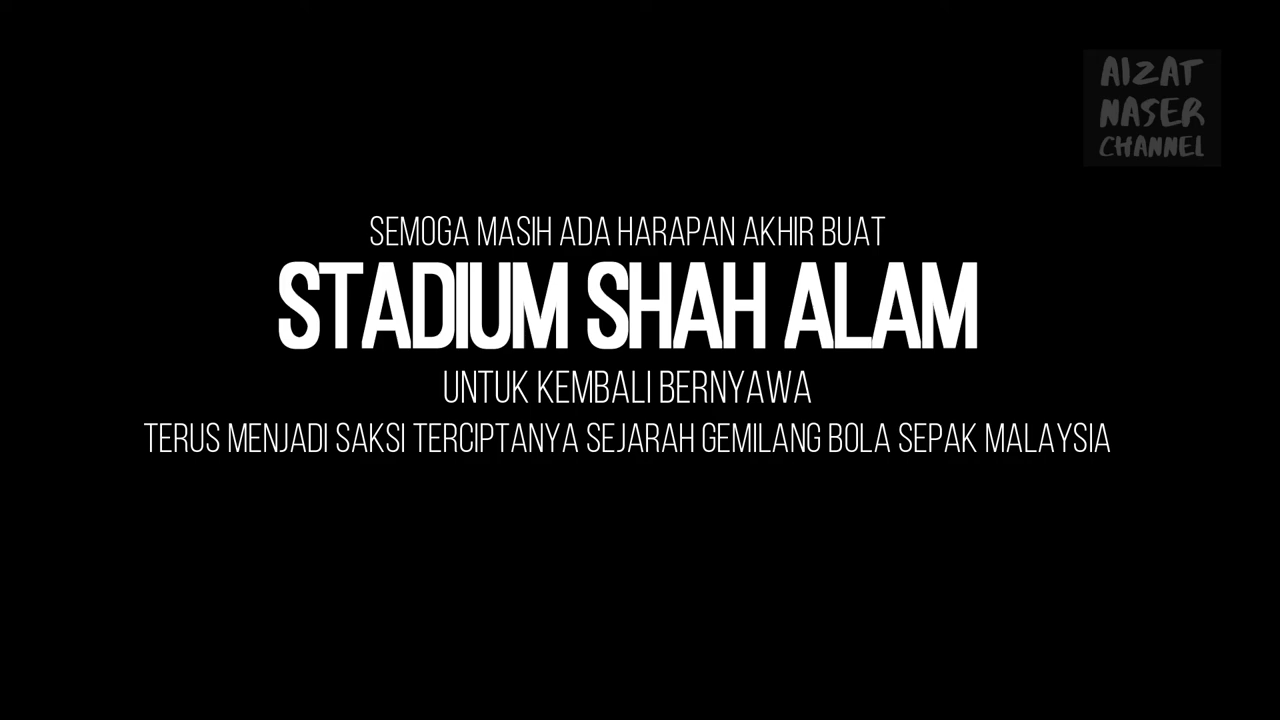 AIZAT
NASER
CHANNEL
SEMOGA MASIH ADA HARAPAN AKHIR BUAT
STADIUM SHAH ALAM
UNTUK KEMBALI BERNYAWA
TERUS MENJADI SAKSI TERCIPTANYA SEJARAH GEMILANG BOLA SEPAK MALAYSIA